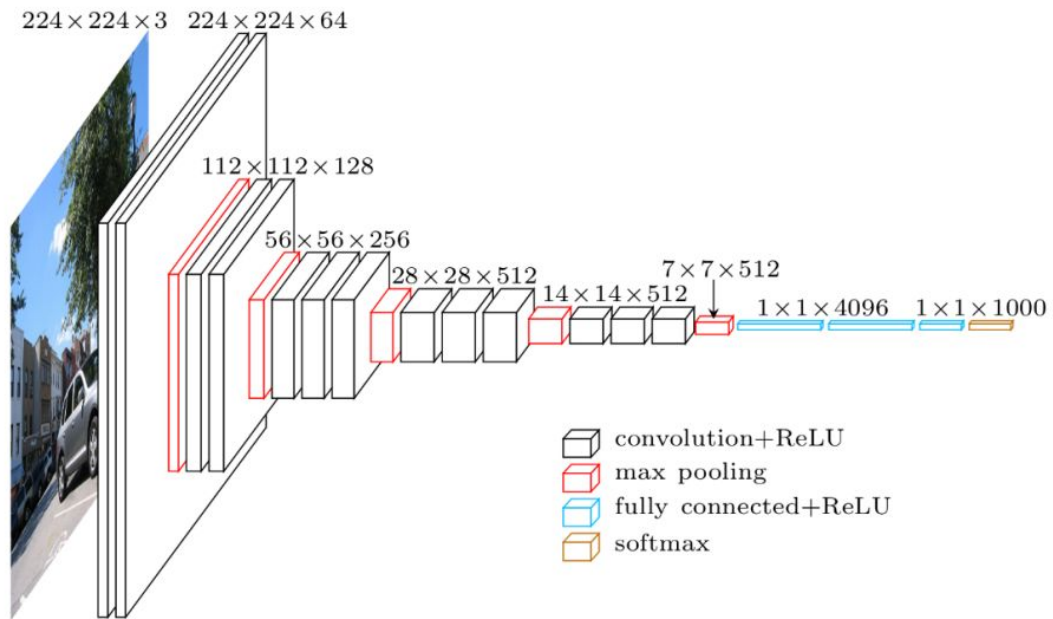 224×224×3
224×224×64
112×112×128
56×56×256
28×28×512
14×14×512
7×7×512
1×1×4096
1×1×1000
convolution+ReLU
max pooling
fully connected+ReLU
softmax